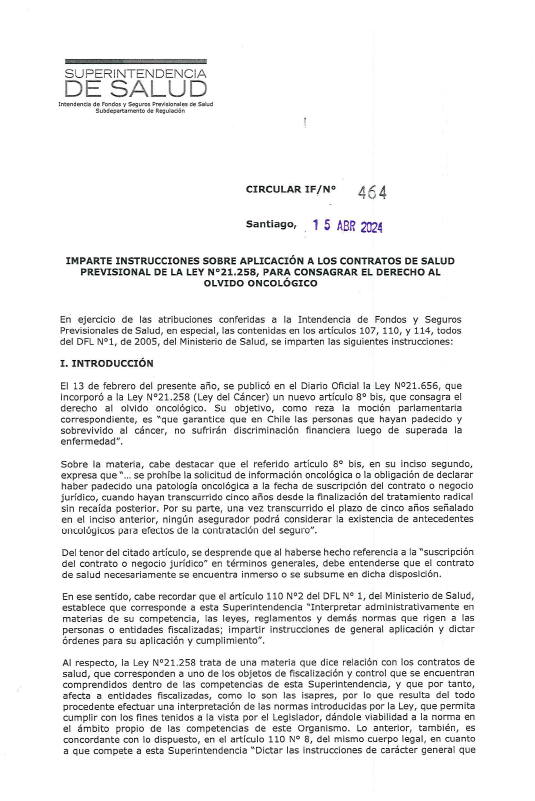 SUPERINTENDENCIA
DE SALUD
Intendencia de Fondos y Seguros Previsionales de Salud
Subdepartamento de Regulación
CIRCULAR IF/Nº 464
Santiago, 15 ABR 2024
IMPARTE INSTRUCCIONES SOBRE APLICACIÓN A LOS CONTRATOS DE SALUD
PREVISIONAL DE LA LEY Nº21.258, PARA CONSAGRAR EL DERECHO AL
OLVIDO ONCOLÓGICO
En ejercicio de las atribuciones conferidas a la Intendencia de Fondos y Seguros
Previsionales de Salud, en especial, las contenidas en los artículos 107, 110, y 114, todos
del DFL Nº1, de 2005, del Ministerio de Salud, se imparten las siguientes instrucciones:
I. INTRODUCCIÓN
El 13 de febrero del presente año, se publicó en el Diario Oficial la Ley Nº21.656, que
incorporó a la Ley Nº21.258 (Ley del Cáncer) un nuevo artículo 8º bis, que consagra el
derecho al olvido oncológico. Su objetivo, como reza la moción parlamentaria
correspondiente, es "que garantice que en Chile las personas que hayan padecido y
sobrevivido al cáncer, no sufrirán discriminación financiera luego de superada la
enfermedad".
Sobre la materia, cabe destacar que el referido artículo 8º bis, en su inciso segundo,
expresa que "... se prohíbe la solicitud de información oncológica o la obligación de declarar
haber padecido una patología oncológica a la fecha de suscripción del contrato o negocio
jurídico, cuando hayan transcurrido cinco años desde la finalización del tratamiento radical
sin recaída posterior. Por su parte, una vez transcurrido el plazo de cinco años señalado
en el inciso anterior, ningún asegurador podrá considerar la existencia de antecedentes
oncológicos para efectos de la contratación del seguro".
Del tenor del citado artículo, se desprende que al haberse hecho referencia a la "suscripción
del contrato o negocio jurídico" en términos generales, debe entenderse que el contrato
de salud necesariamente se encuentra inmerso o se subsume en dicha disposición.
En ese sentido, cabe recordar que el artículo 110 Nº2 del DFL Nº 1, del Ministerio de Salud,
establece que corresponde a esta Superintendencia "Interpretar administrativamente en
materias de su competencia, las leyes, reglamentos y demás normas que rigen a las
personas o entidades fiscalizadas; impartir instrucciones de general aplicación y dictar
órdenes para su aplicación y cumplimiento".
Al respecto, la Ley Nº21.258 trata de una materia que dice relación con los contratos de
salud, que corresponden a uno de los objetos de fiscalización y control que se encuentran
comprendidos dentro de las competencias de esta Superintendencia, y que por tanto,
afecta a entidades fiscalizadas, como lo son las isapres, por lo que resulta del todo
procedente efectuar una interpretación de las normas introducidas por la Ley, que permita
cumplir con los fines tenidos a la vista por el Legislador, dándole viabilidad a la norma en
el ámbito propio de las competencias de este Organismo. Lo anterior, también, es
concordante con lo dispuesto, en el artículo 110 Nº 8, del mismo cuerpo legal, en cuanto
a que compete a esta Superintendencia "Dictar las instrucciones de carácter general que